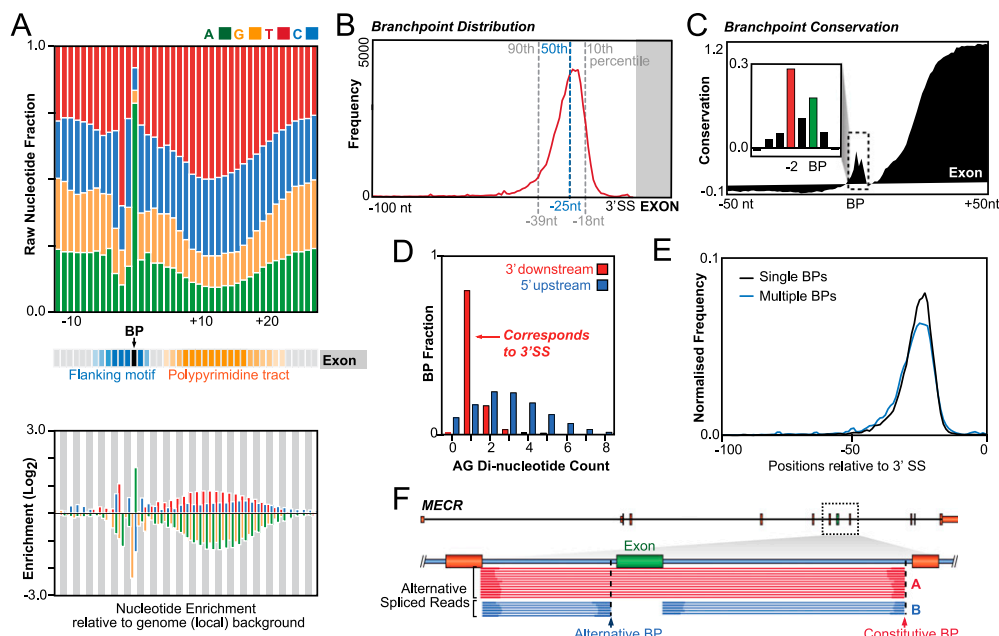 A
A G T C
1.0
Raw Nucleotide Fraction
0.0
-10 +10 +20
BP
Exon
Flanking motif Polypyrimidine tract
3.0
Enrichment (Log2)
-3.0
Nucleotide Enrichment
relative to genome (local) background
B
Branchpoint Distribution
5000
Frequency
0
90th 50th 10th
percentile
-100 nt -25nt 3'SS EXON
-39nt -18nt
C
Branchpoint Conservation
1.2
Conservation
-0.1
0.3
0.0
-2 BP
Exon
-50 nt BP +50nt
D
1
BP Fraction
0
3' downstream
5' upstream
Corresponds
to 3'SS
0 2 4 6 8
AG Di-nucleotide Count
E
0.1
Normalised Frequency
0.0
Single BPs
Multiple BPs
-100 -50 0
Positions relative to 3' SS
F
MECR
Exon
Alternative
Spliced Reads
A
B
Alternative BP Constitutive BP